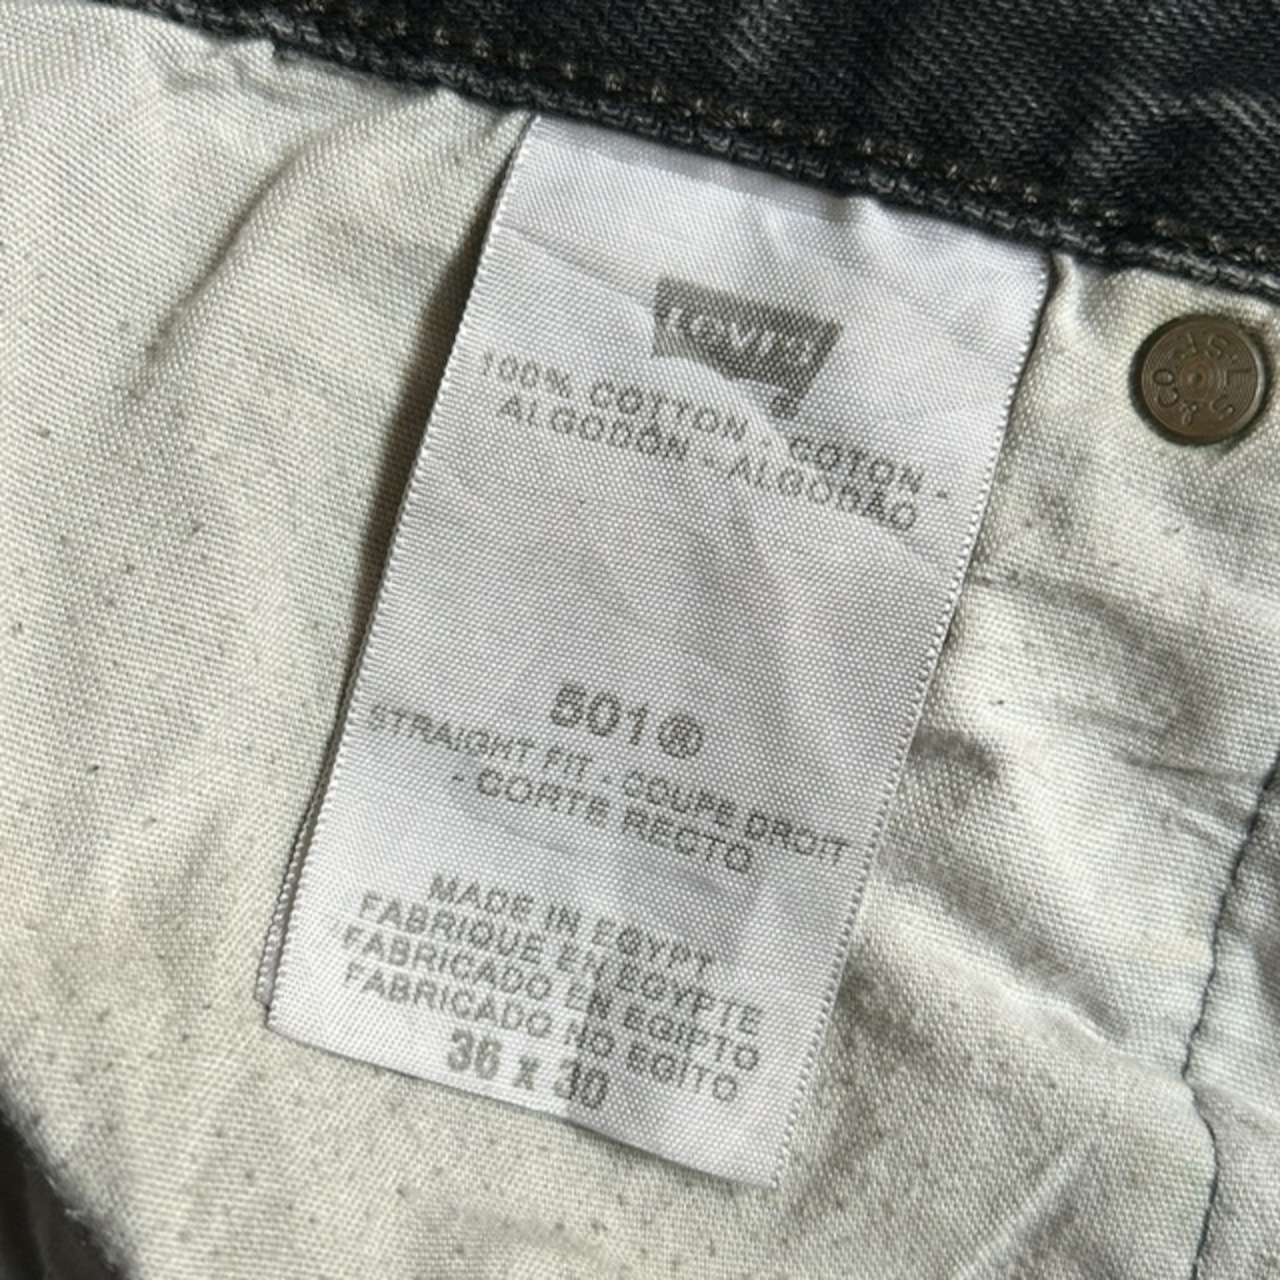 LEVI'S
100% COTTON - COTON -
ALGODÓN - ALGODÃO
501®
STRAIGHT FIT - COUPE DROIT
- CORTE RECTO
MADE IN EGYPT
FABRIQUE EN EGYPTE
FABRICADO EN EGIPTO
FABRICADO NO EGITO
36 x 30
L.S. & CO